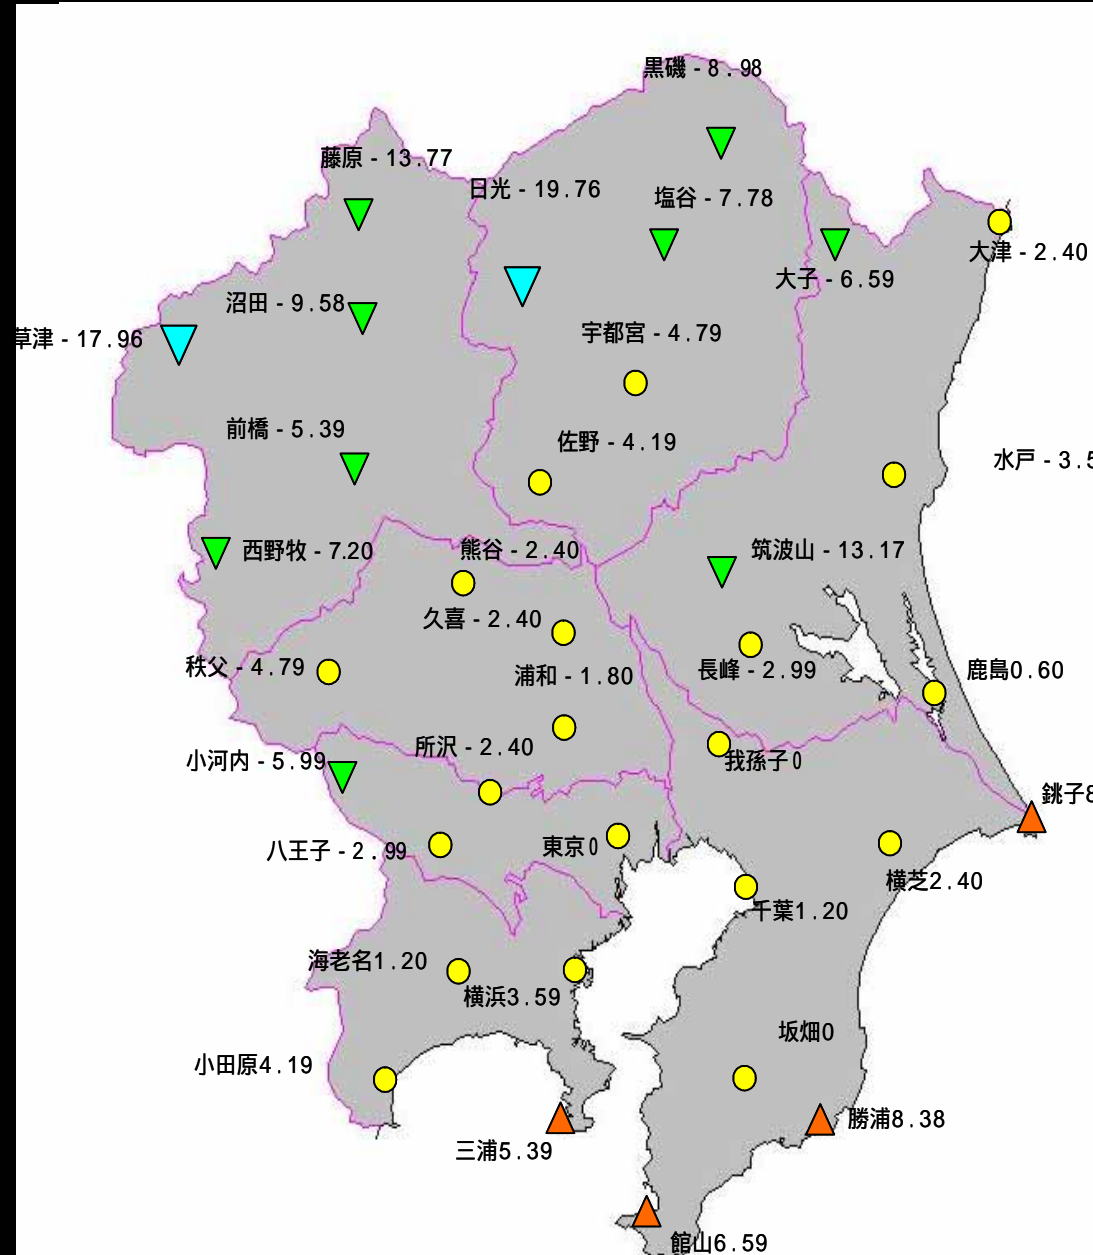 黒磯 - 8.98
藤原 - 13.77
日光 - 19.76
塩谷 - 7.78
大津 - 2.40
大子 - 6.59
沼田 - 9.58
草津 - 17.96
宇都宮 - 4.79
前橋 - 5.39
佐野 - 4.19
水戸 - 3.5
西野牧 - 7.20
熊谷 - 2.40
筑波山 - 13.17
久喜 - 2.40
秩父 - 4.79
浦和 - 1.80
長峰 - 2.99
鹿島0.60
小河内 - 5.99
所沢 - 2.40
我孫子0
銚子8
八王子 - 2.99
東京0
横芝2.40
千葉1.20
海老名1.20
横浜3.59
坂畑0
小田原4.19
勝浦8.38
三浦5.39
館山6.59